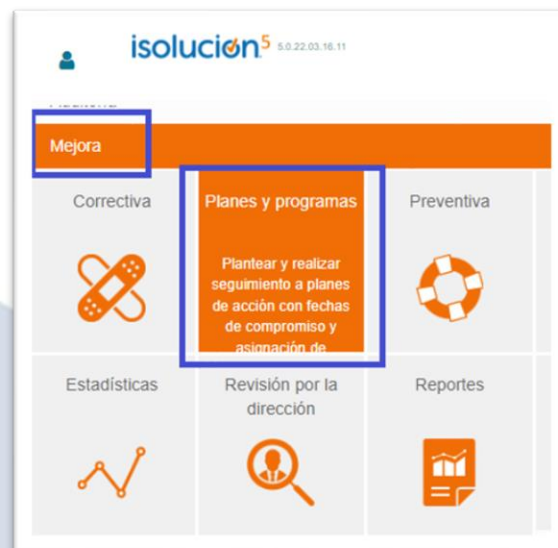 isolución5 5.0.22.03.16.11
Mejora
Correctiva
Planes y programas
Preventiva
Plantear y realizar
seguimiento a planes
de acción con fechas
de compromiso y
asignación de
Estadísticas
Revisión por la
dirección
Reportes